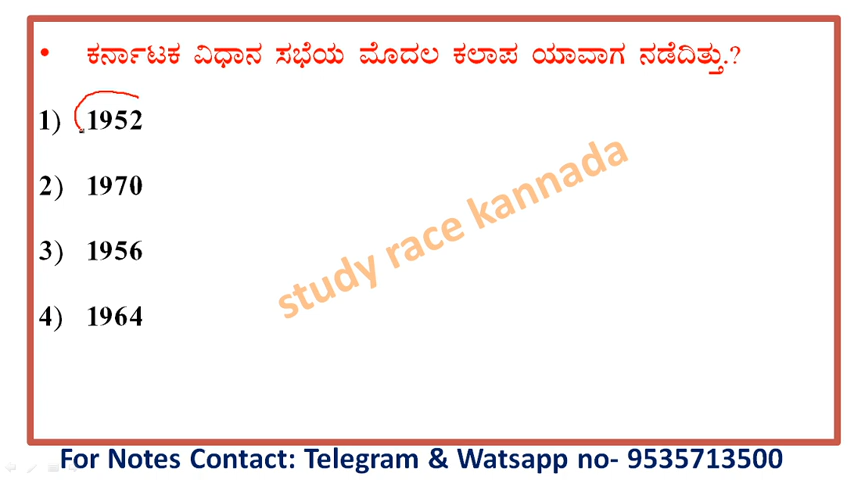 • ಕರ್ನಾಟಕ ವಿಧಾನ ಸಭೆಯ ಮೊದಲ ಕಲಾಪ ಯಾವಾಗ ನಡೆದಿತ್ತು.?
1) 1952
2) 1970
3) 1956
4) 1964
study race kannada
For Notes Contact: Telegram & Watsapp no- 9535713500